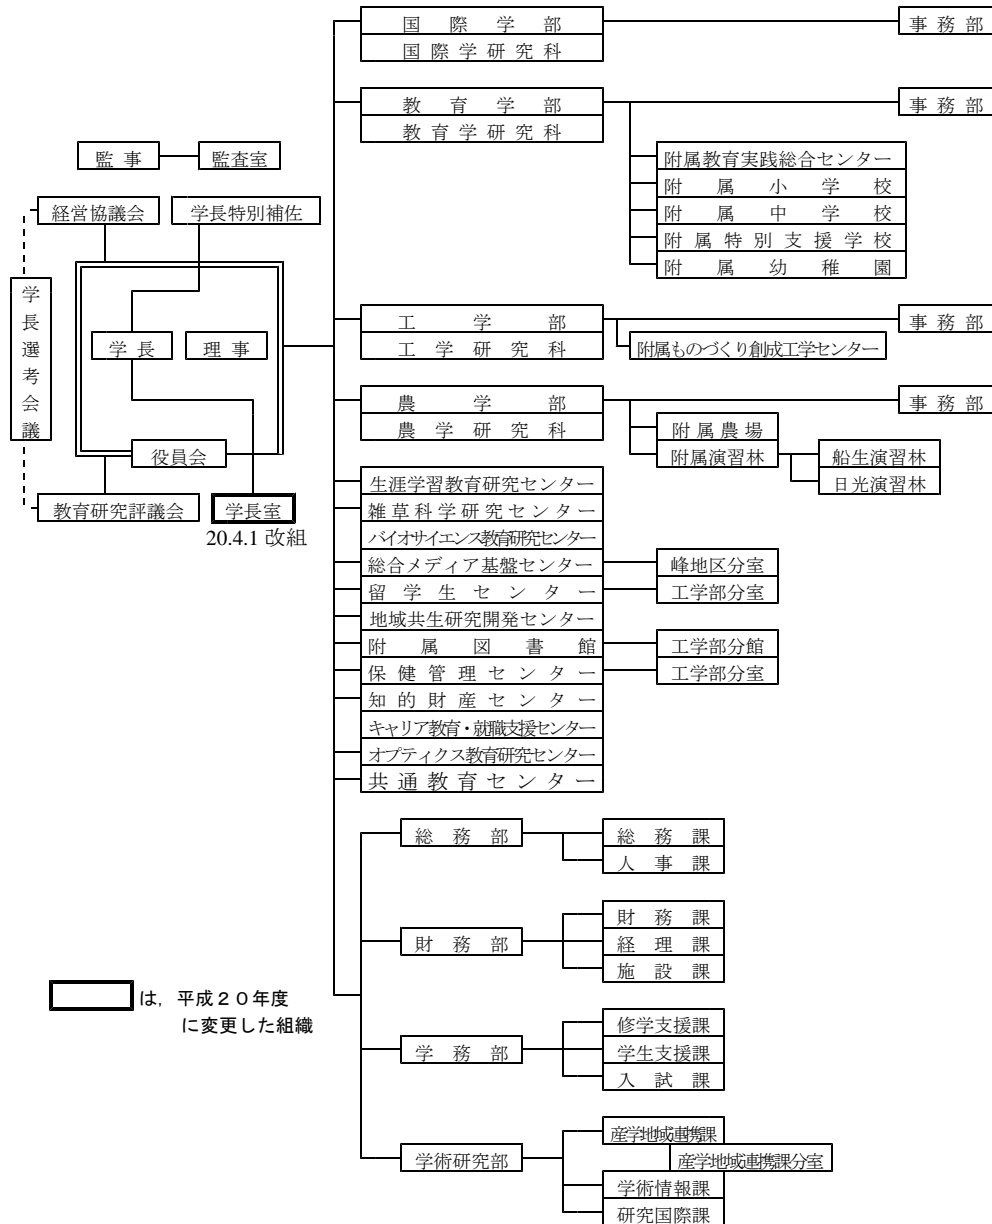 国際学部
事務部
国際学研究科
教育学部
事務部
教育学研究科
附属教育実践総合センター
附属小学校
附属中学校
附属特別支援学校
附属幼稚園
監事
監査室
経営協議会
学長特別補佐
学長選考会議
学長
理事
役員会
教育研究評議会
学長室
20.4.1 改組
工学部
事務部
工学研究科
附属ものづくり創成工学センター
農学部
事務部
農学研究科
附属農場
附属演習林
船生演習林
日光演習林
生涯学習教育研究センター
雑草科学研究センター
バイオサイエンス教育研究センター
総合メディア基盤センター
峰地区分室
留学生センター
工学部分室
地域共生研究開発センター
附属図書館
工学部分館
保健管理センター
工学部分室
知的財産センター
キャリア教育・就職支援センター
オプティクス教育研究センター
共通教育センター
総務部
総務課
人事課
財務部
財務課
経理課
施設課
は，平成２０年度
に変更した組織
学務部
修学支援課
学生支援課
入試課
学術研究部
産学地域連携課
産学地域連携課分室
学術情報課
研究国際課